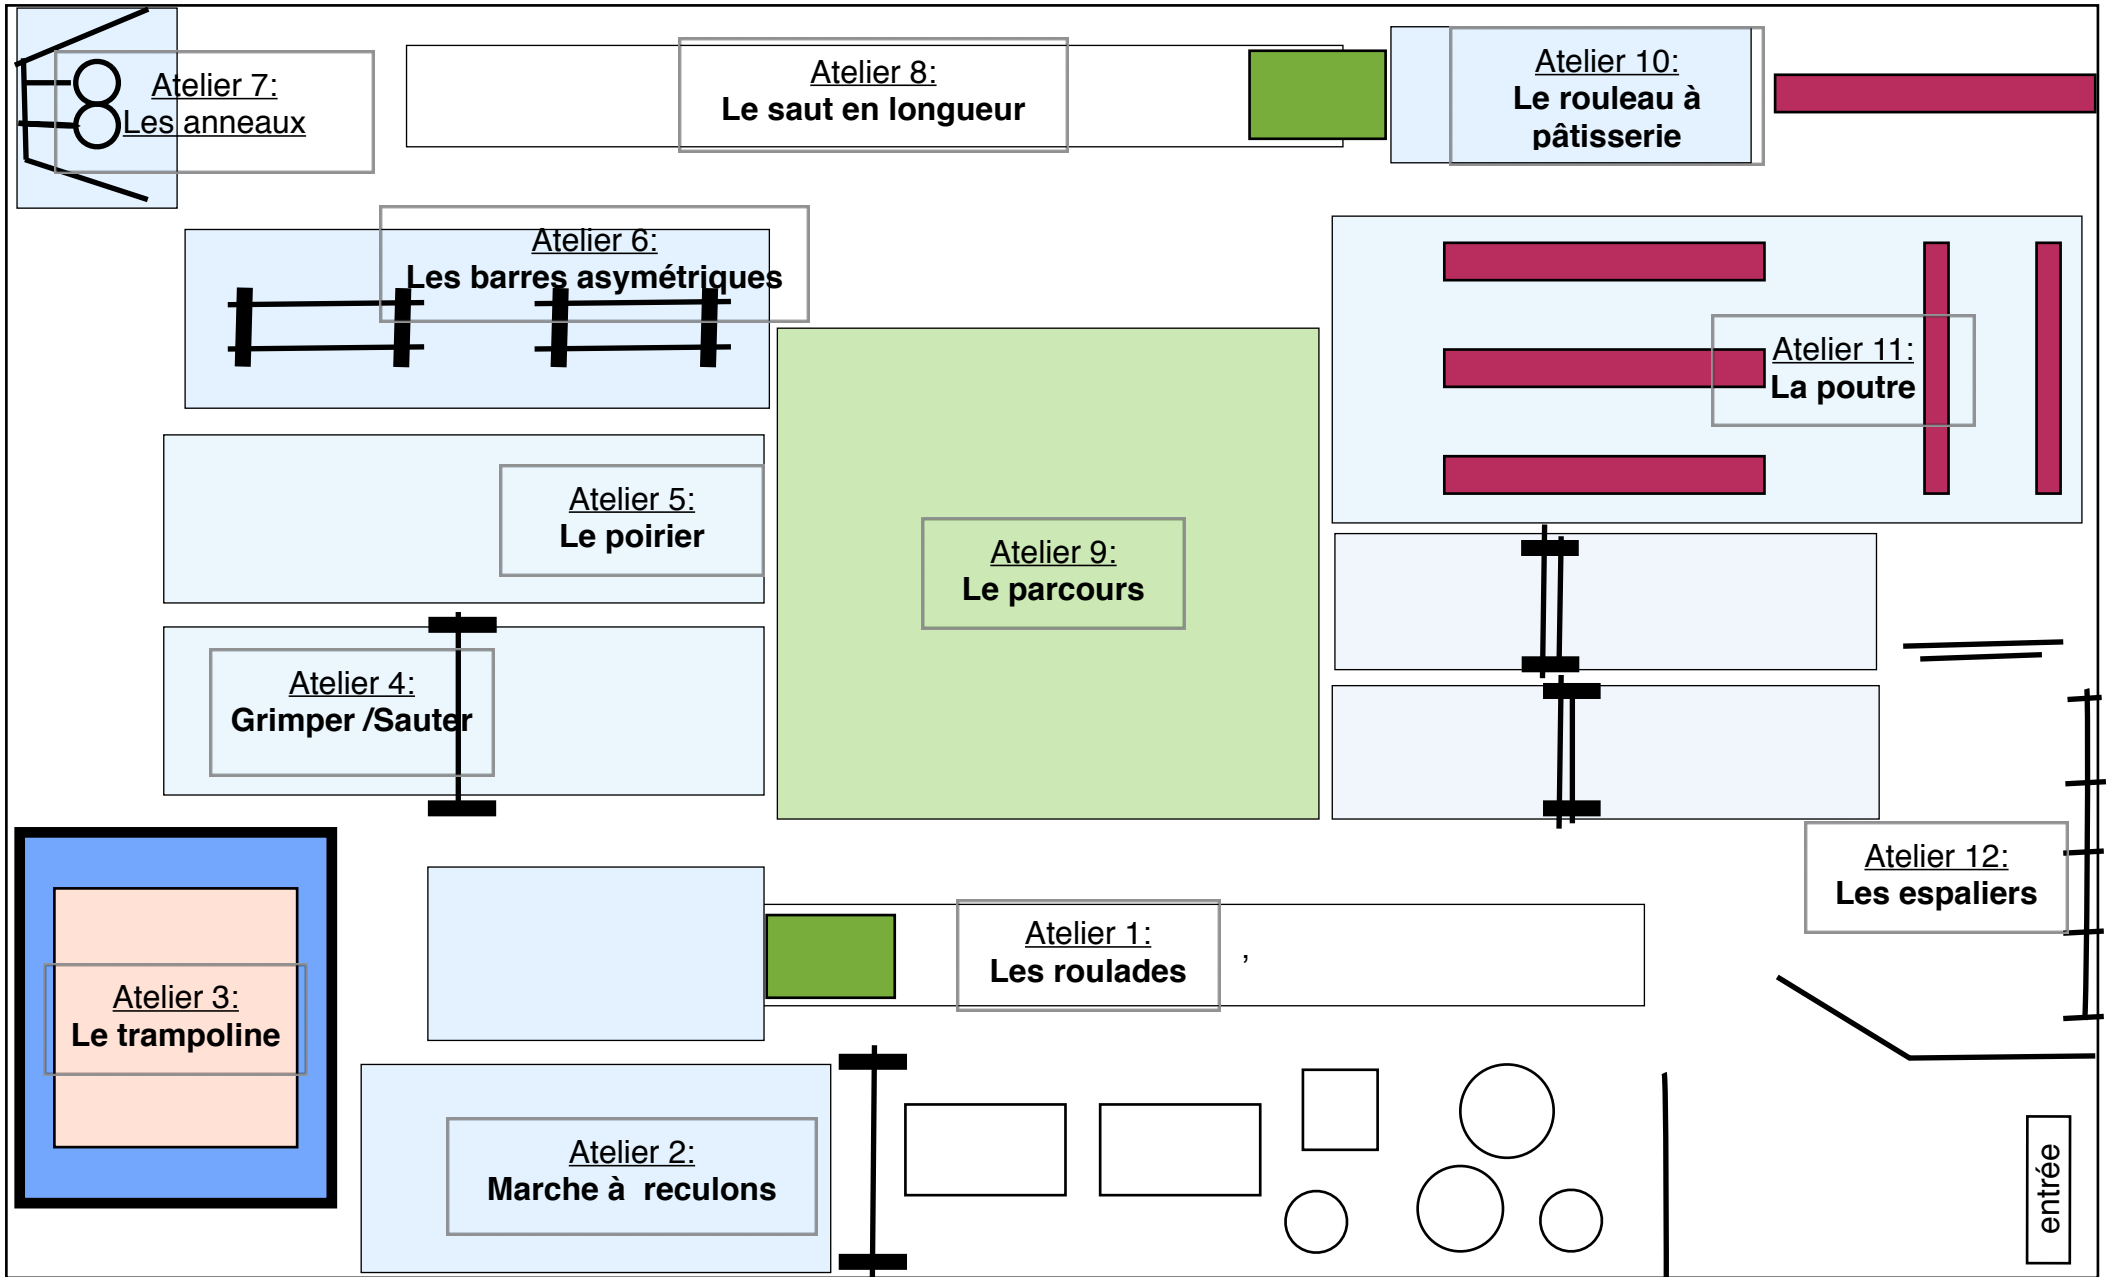 Atelier 7:
Les anneaux
Atelier 8:
Le saut en longueur
Atelier 10:
Le rouleau à
pâtisserie
Atelier 6:
Les barres asymétriques
Atelier 11:
La poutre
Atelier 5:
Le poirier
Atelier 9:
Le parcours
Atelier 4:
Grimper /Sauter
Atelier 12:
Les espaliers
Atelier 1:
Les roulades
,
Atelier 3:
Le trampoline
Atelier 2:
Marche à  reculons
entrée